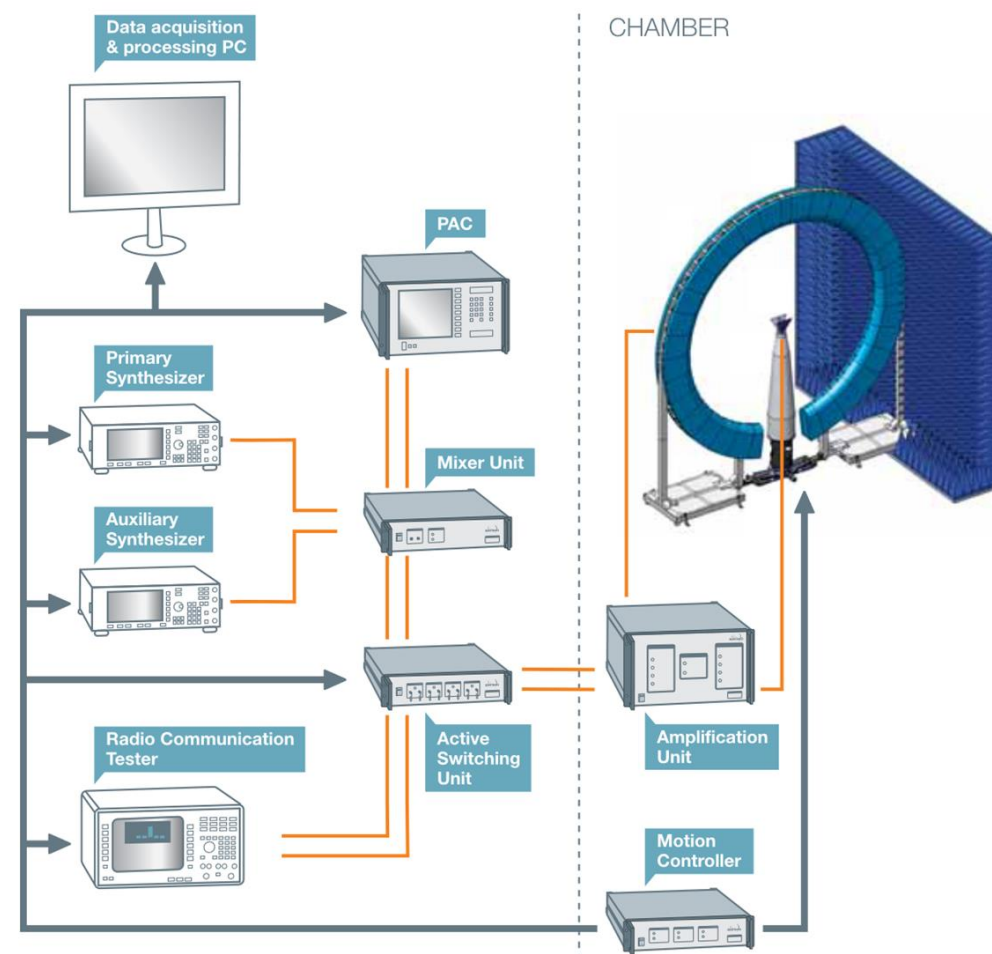 Data acquisition
& processing PC
CHAMBER
PAC
Primary
Synthesizer
Mixer Unit
Auxiliary
Synthesizer
Radio Communication
Tester
Active
Switching
Unit
Amplification
Unit
Motion
Controller